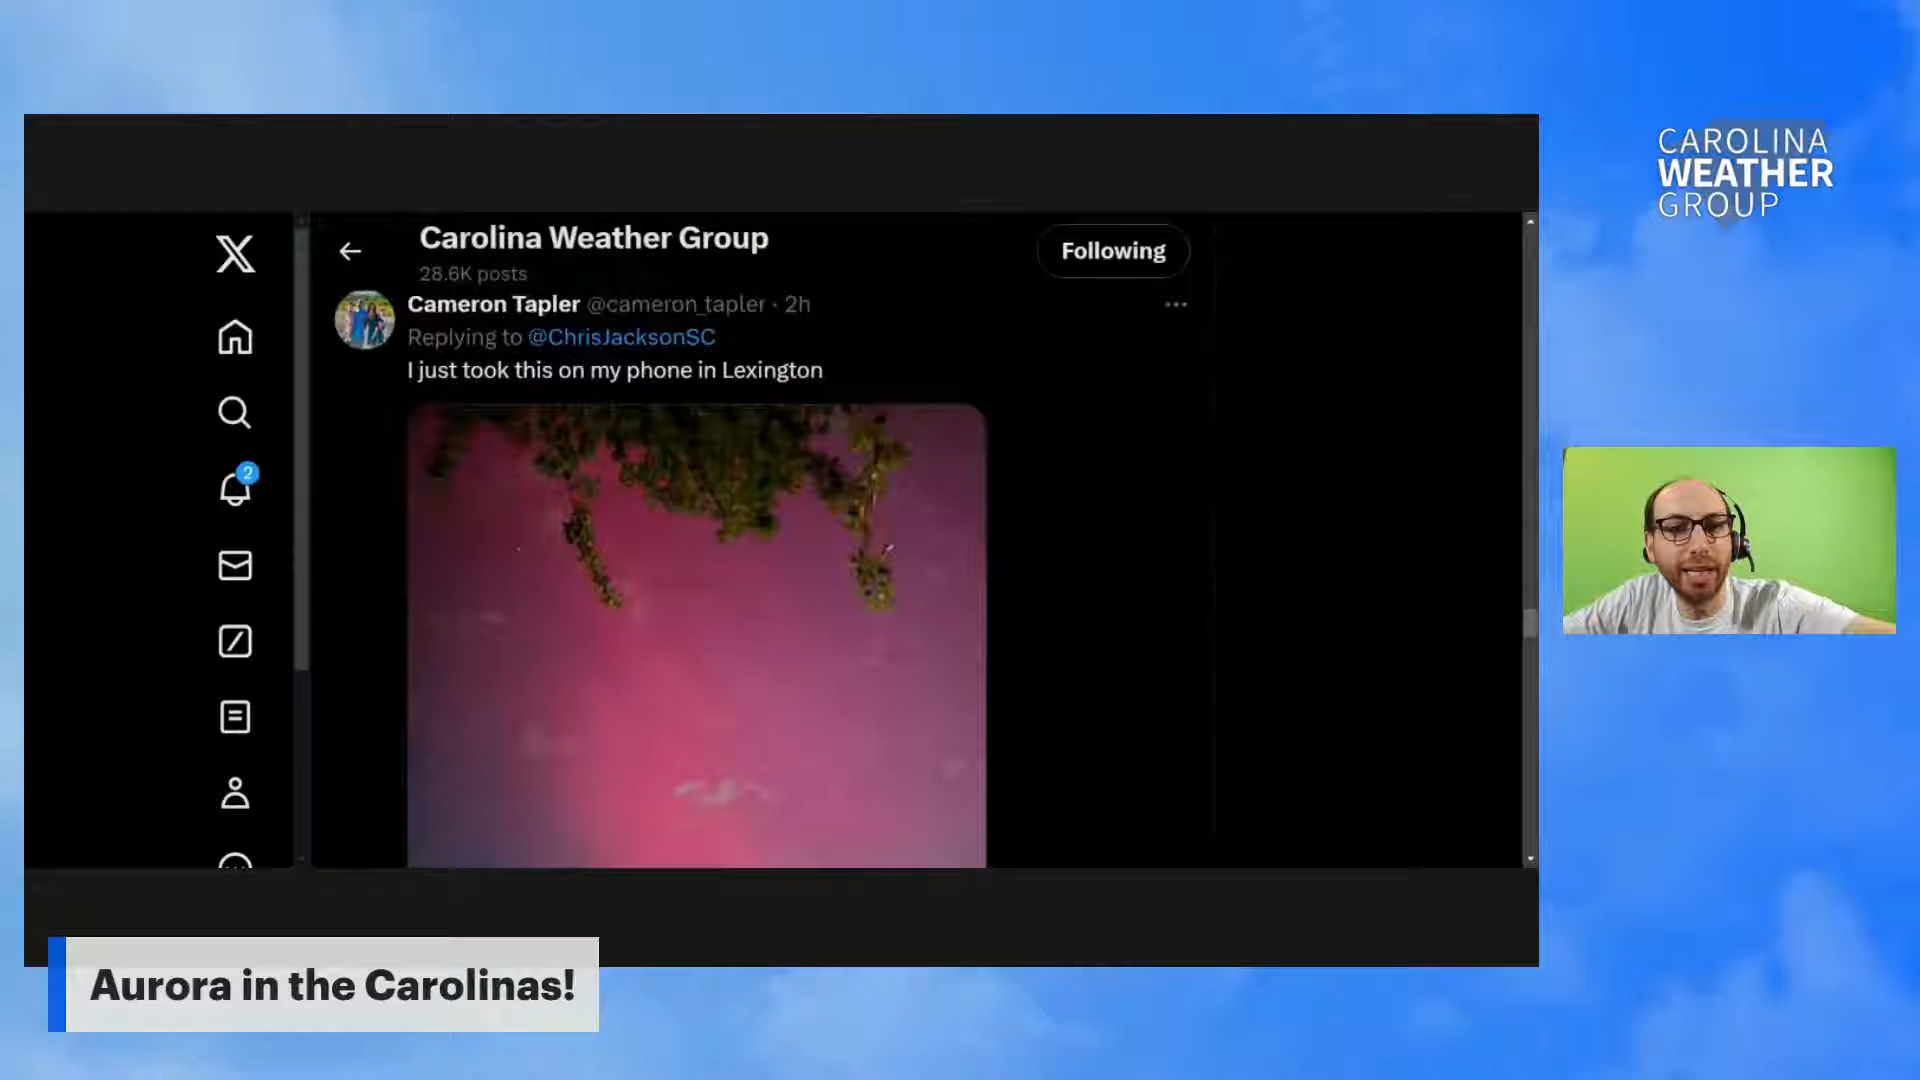 CAROLINA
WEATHER
GROUP
Carolina Weather Group
28.6K posts
Following
Cameron Tapler @cameron_tapler · 2h
Replying to @ChrisJacksonSC
I just took this on my phone in Lexington
2
Aurora in the Carolinas!